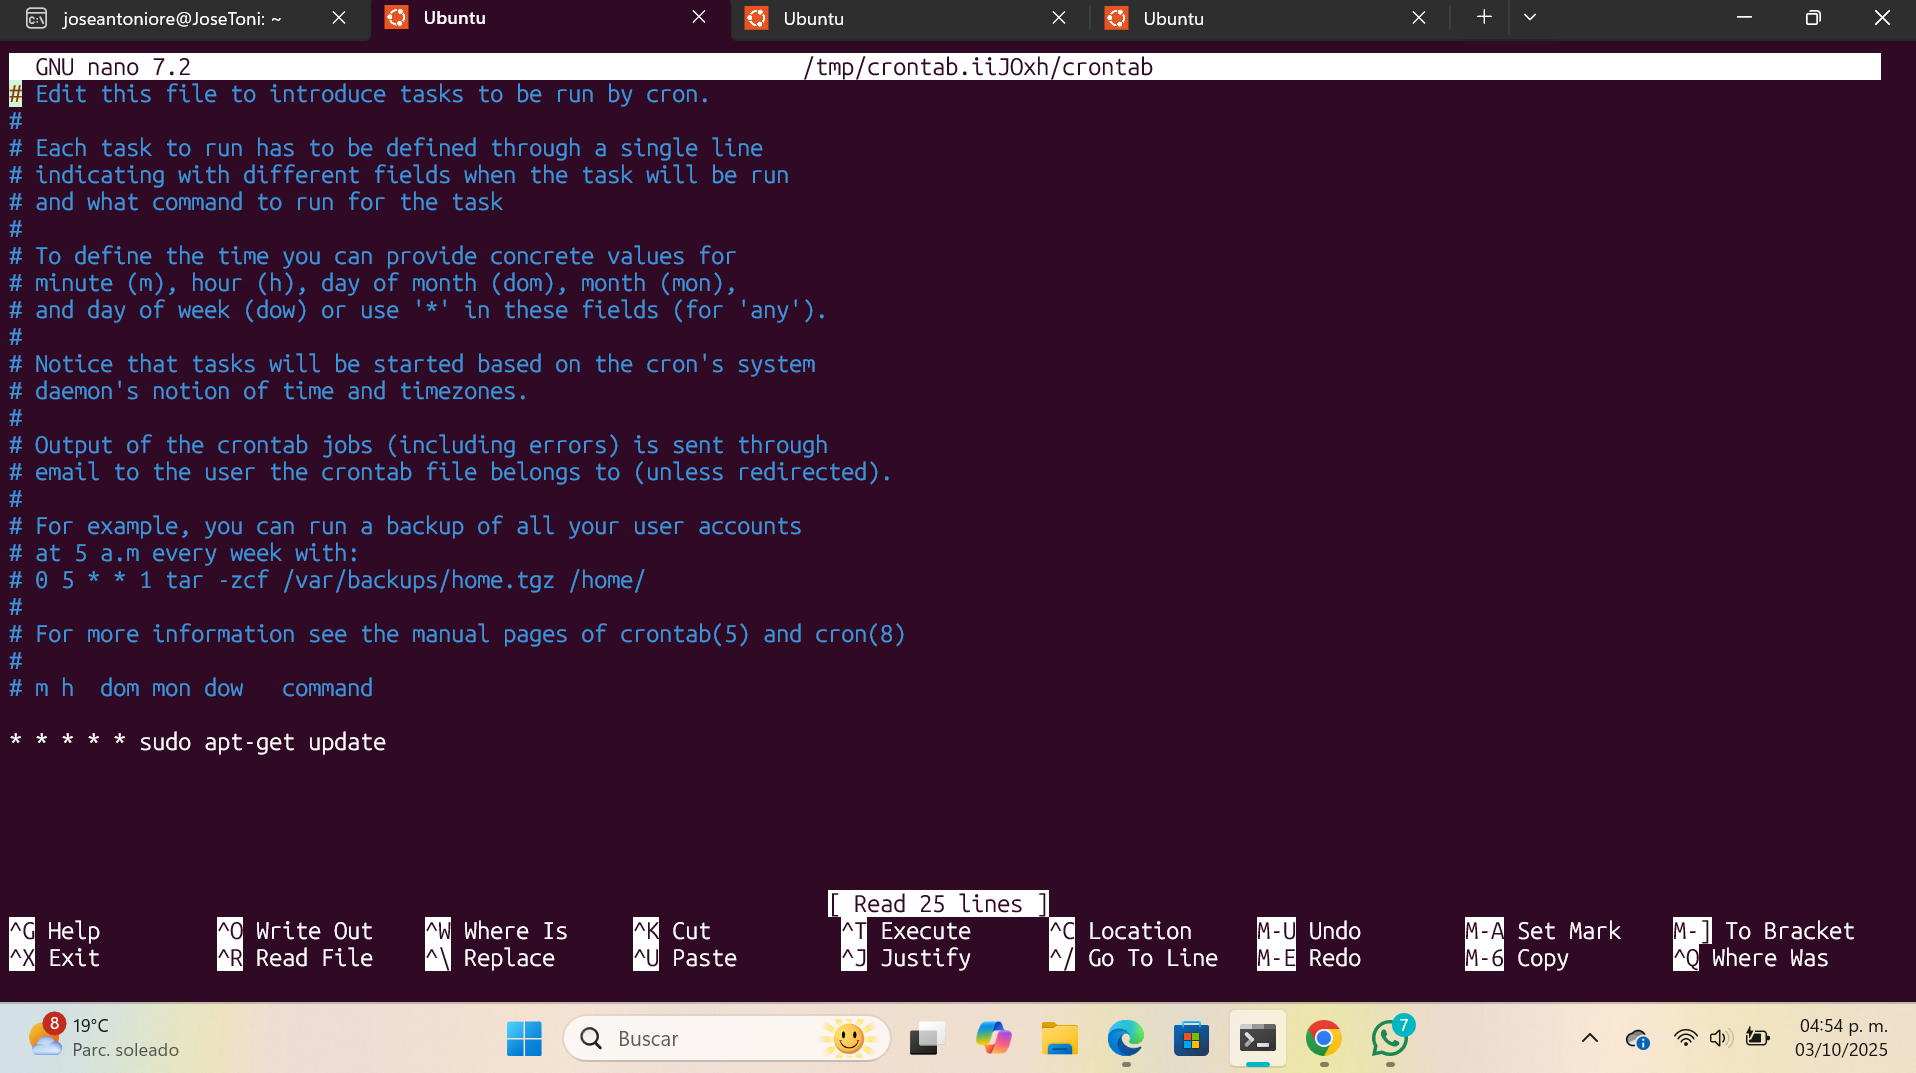 joseantoniore@JoseToni: ~
Ubuntu
Ubuntu
Ubuntu
GNU nano 7.2 /tmp/crontab.iiJOxh/crontab
# Edit this file to introduce tasks to be run by cron.
#
# Each task to run has to be defined through a single line
# indicating with different fields when the task will be run
# and what command to run for the task
#
# To define the time you can provide concrete values for
# minute (m), hour (h), day of month (dom), month (mon),
# and day of week (dow) or use '*' in these fields (for 'any').
#
# Notice that tasks will be started based on the cron's system
# daemon's notion of time and timezones.
#
# Output of the crontab jobs (including errors) is sent through
# email to the user the crontab file belongs to (unless redirected).
#
# For example, you can run a backup of all your user accounts
# at 5 a.m every week with:
# 0 5 * * 1 tar -zcf /var/backups/home.tgz /home/
#
# For more information see the manual pages of crontab(5) and cron(8)
#
# m h  dom mon dow   command
* * * * * sudo apt-get update
[ Read 25 lines ]
^G Help ^O Write Out ^W Where Is ^K Cut ^T Execute ^C Location M-U Undo M-A Set Mark M-] To Bracket
^X Exit ^R Read File ^\ Replace ^U Paste ^J Justify ^/ Go To Line M-E Redo M-6 Copy ^Q Where Was
8
19°C
Parc. soleado
Buscar
7
04:54 p. m.
03/10/2025